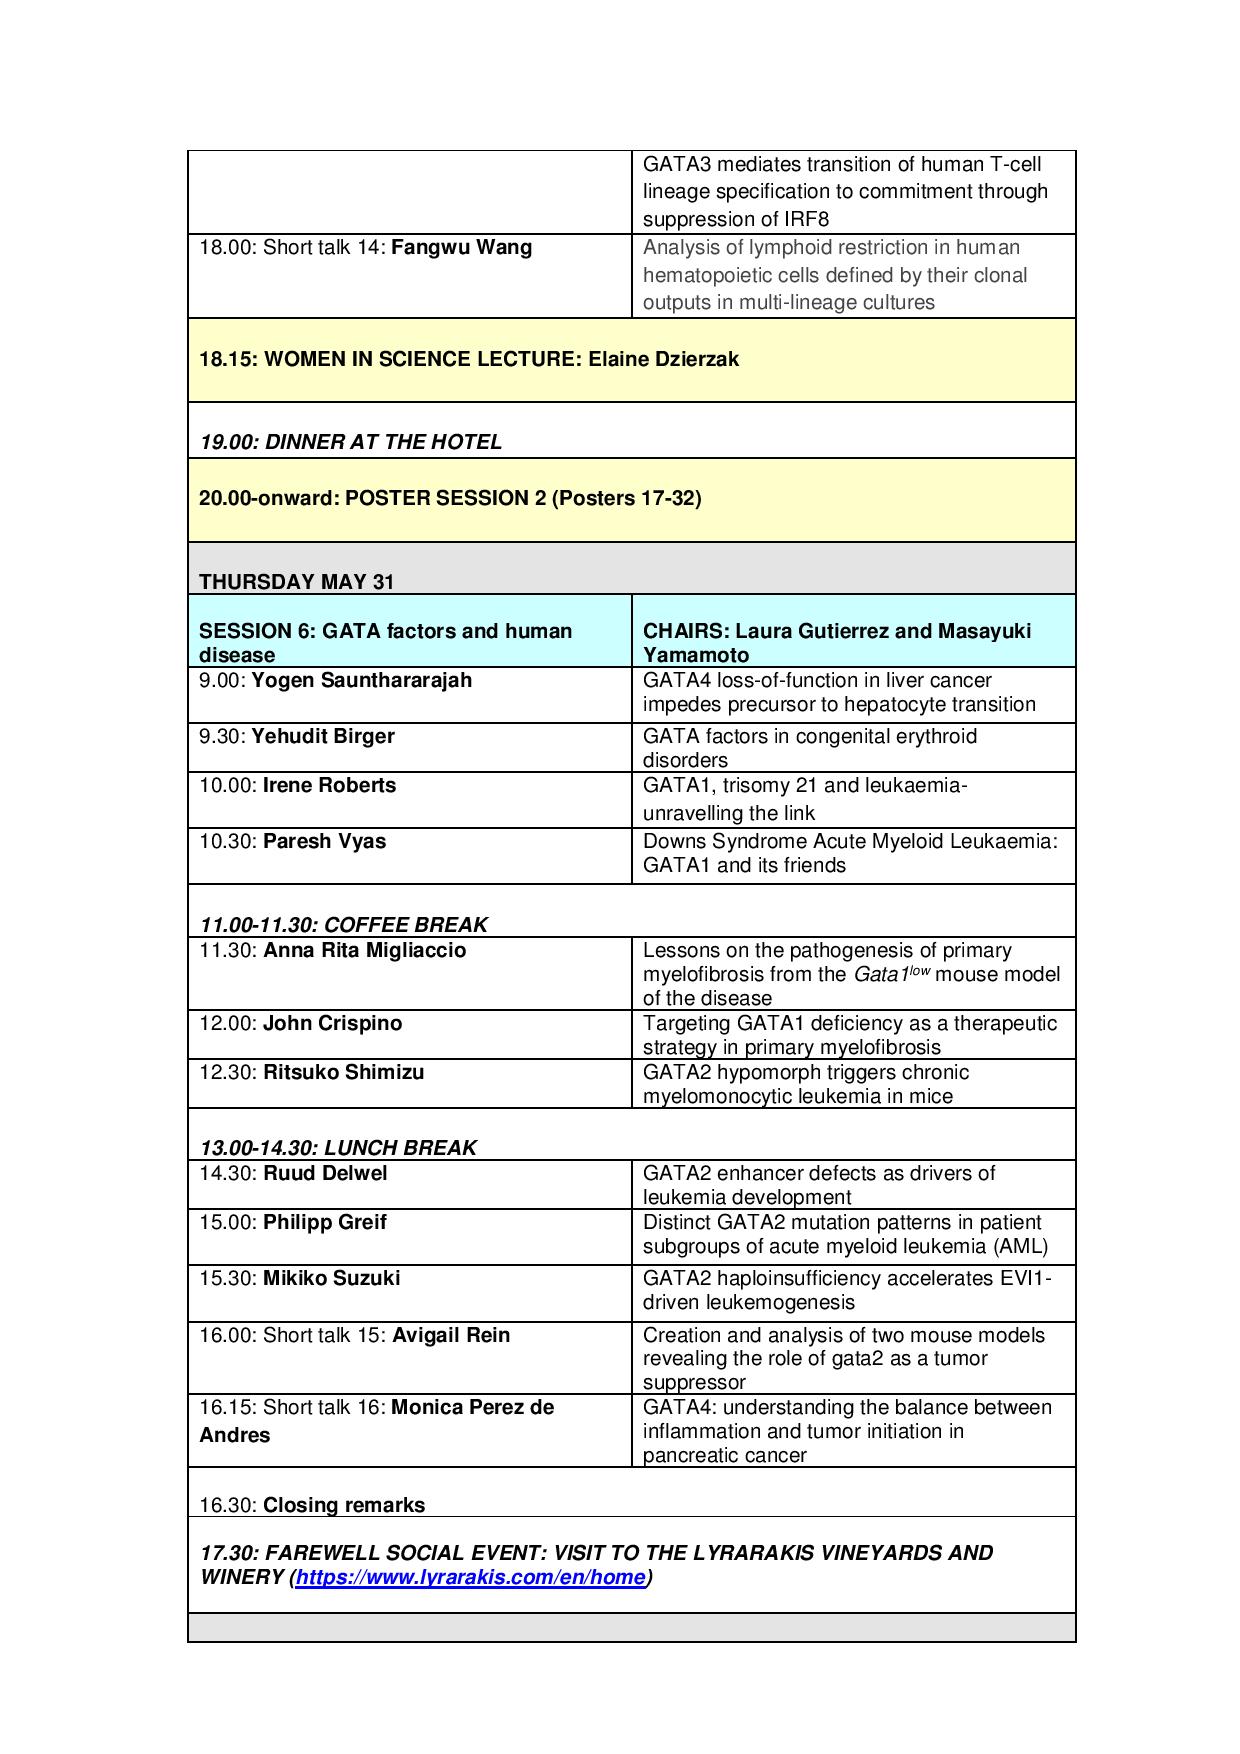 GATA3 mediates transition of human T-cell
lineage specification to commitment through
suppression of IRF8
18.00: Short talk 14: Fangwu Wang
Analysis of lymphoid restriction in human
hematopoietic cells defined by their clonal
outputs in multi-lineage cultures
18.15: WOMEN IN SCIENCE LECTURE: Elaine Dzierzak
19.00: DINNER AT THE HOTEL
20.00-onward: POSTER SESSION 2 (Posters 17-32)
THURSDAY MAY 31
SESSION 6: GATA factors and human
disease
CHAIRS: Laura Gutierrez and Masayuki
Yamamoto
9.00: Yogen Saunthararajah
GATA4 loss-of-function in liver cancer
impedes precursor to hepatocyte transition
9.30: Yehudit Birger
GATA factors in congenital erythroid
disorders
10.00: Irene Roberts
GATA1, trisomy 21 and leukaemia-
unravelling the link
10.30: Paresh Vyas
Downs Syndrome Acute Myeloid Leukaemia:
GATA1 and its friends
11.00-11.30: COFFEE BREAK
11.30: Anna Rita Migliaccio
Lessons on the pathogenesis of primary
myelofibrosis from the Gata1low mouse model
of the disease
12.00: John Crispino
Targeting GATA1 deficiency as a therapeutic
strategy in primary myelofibrosis
12.30: Ritsuko Shimizu
GATA2 hypomorph triggers chronic
myelomonocytic leukemia in mice
13.00-14.30: LUNCH BREAK
14.30: Ruud Delwel
GATA2 enhancer defects as drivers of
leukemia development
15.00: Philipp Greif
Distinct GATA2 mutation patterns in patient
subgroups of acute myeloid leukemia (AML)
15.30: Mikiko Suzuki
GATA2 haploinsufficiency accelerates EVI1-
driven leukemogenesis
16.00: Short talk 15: Avigail Rein
Creation and analysis of two mouse models
revealing the role of gata2 as a tumor
suppressor
16.15: Short talk 16: Monica Perez de
Andres
GATA4: understanding the balance between
inflammation and tumor initiation in
pancreatic cancer
16.30: Closing remarks
17.30: FAREWELL SOCIAL EVENT: VISIT TO THE LYRARAKIS VINEYARDS AND
WINERY (https://www.lyrarakis.com/en/home)